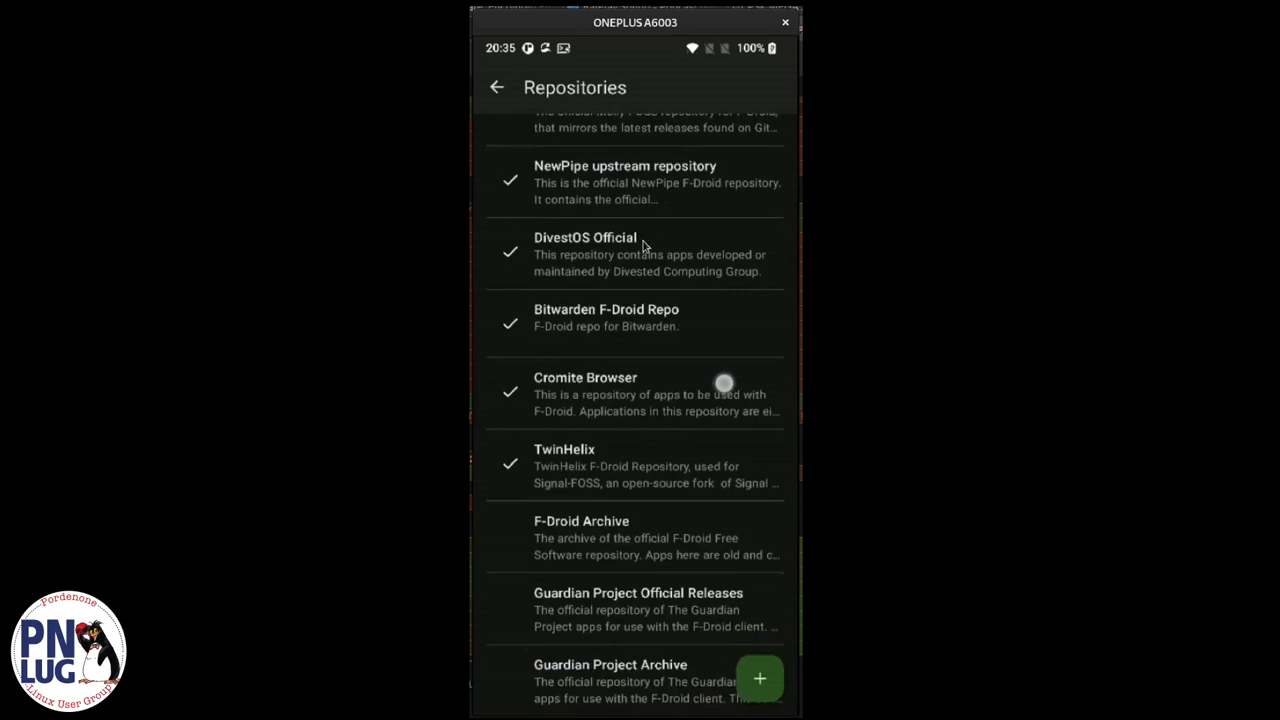 ONEPLUS A6003
20:35
100%
Repositories
The official Molly-FOSS repository for F-Droid,
that mirrors the latest releases found on Git...
NewPipe upstream repository
This is the official NewPipe F-Droid repository.
It contains the official...
DivestOS Official
This repository contains apps developed or
maintained by Divested Computing Group.
Bitwarden F-Droid Repo
F-Droid repo for Bitwarden.
Cromite Browser
This is a repository of apps to be used with
F-Droid. Applications in this repository are ei...
TwinHelix
TwinHelix F-Droid Repository, used for
Signal-FOSS, an open-source fork of Signal ...
F-Droid Archive
The archive of the official F-Droid Free
Software repository. Apps here are old and c...
Guardian Project Official Releases
The official repository of The Guardian
Project apps for use with the F-Droid client. ...
Guardian Project Archive
The official repository of The Guardian
apps for use with the F-Droid client.
Pordenone
PN
LUG
Linux User Group